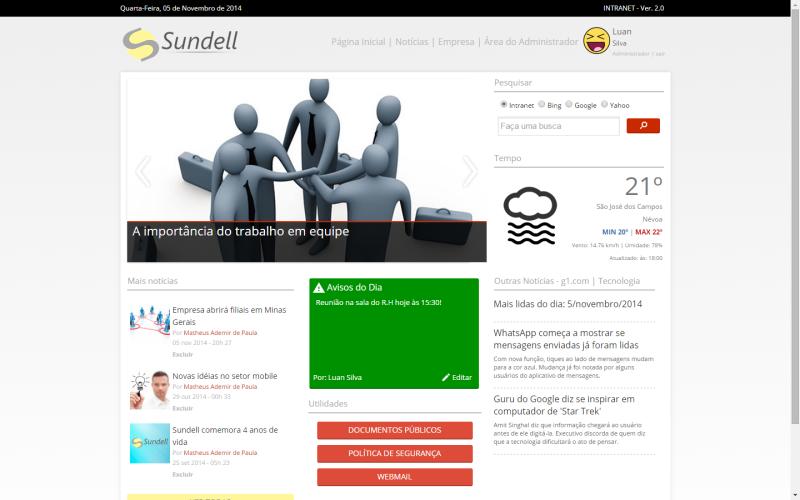 Quarta-Feira, 05 de Novembro de 2014
INTRANET - Ver. 2.0
Sundell
Página Inicial | Notícias | Empresa | Área do Administrador
Luan
Silva
Administrador | sair
A importância do trabalho em equipe
Pesquisar
Intranet Bing Google Yahoo
Faça uma busca
Tempo
21º
São José dos Campos
Névoa
MIN 20º | MAX 22º
Vento: 14.76 km/h | Umidade: 78%
Atualizado: às: 18:00
Mais notícias
Empresa abrirá filiais em Minas
Gerais
Por Matheus Ademir de Paula
05 nov 2014 - 20h 27
Excluir
Novas idéias no setor mobile
Por Matheus Ademir de Paula
29 out 2014 - 00h 33
Excluir
Sundell
Sundell comemora 4 anos de
vida
Por Matheus Ademir de Paula
25 set 2014 - 05h 23
Excluir
Avisos do Dia
Reunião na sala do R.H hoje às 15:30!
Por: Luan Silva
Editar
Utilidades
DOCUMENTOS PÚBLICOS
POLÍTICA DE SEGURANÇA
WEBMAIL
Outras Notícias - g1.com | Tecnologia
Mais lidas do dia: 5/novembro/2014
WhatsApp começa a mostrar se
mensagens enviadas já foram lidas
Com nova função, tiques ao lado de mensagens mudam
para a cor azul. Mudança já foi notada por alguns
usuários do aplicativo de mensagens.
Guru do Google diz se inspirar em
computador de 'Star Trek'
Amit Singhal diz que informação chegará ao usuário
antes de ele digitá-la. Executivo discorda de quem diz
que a tecnologia dificultará o ato de pensar.